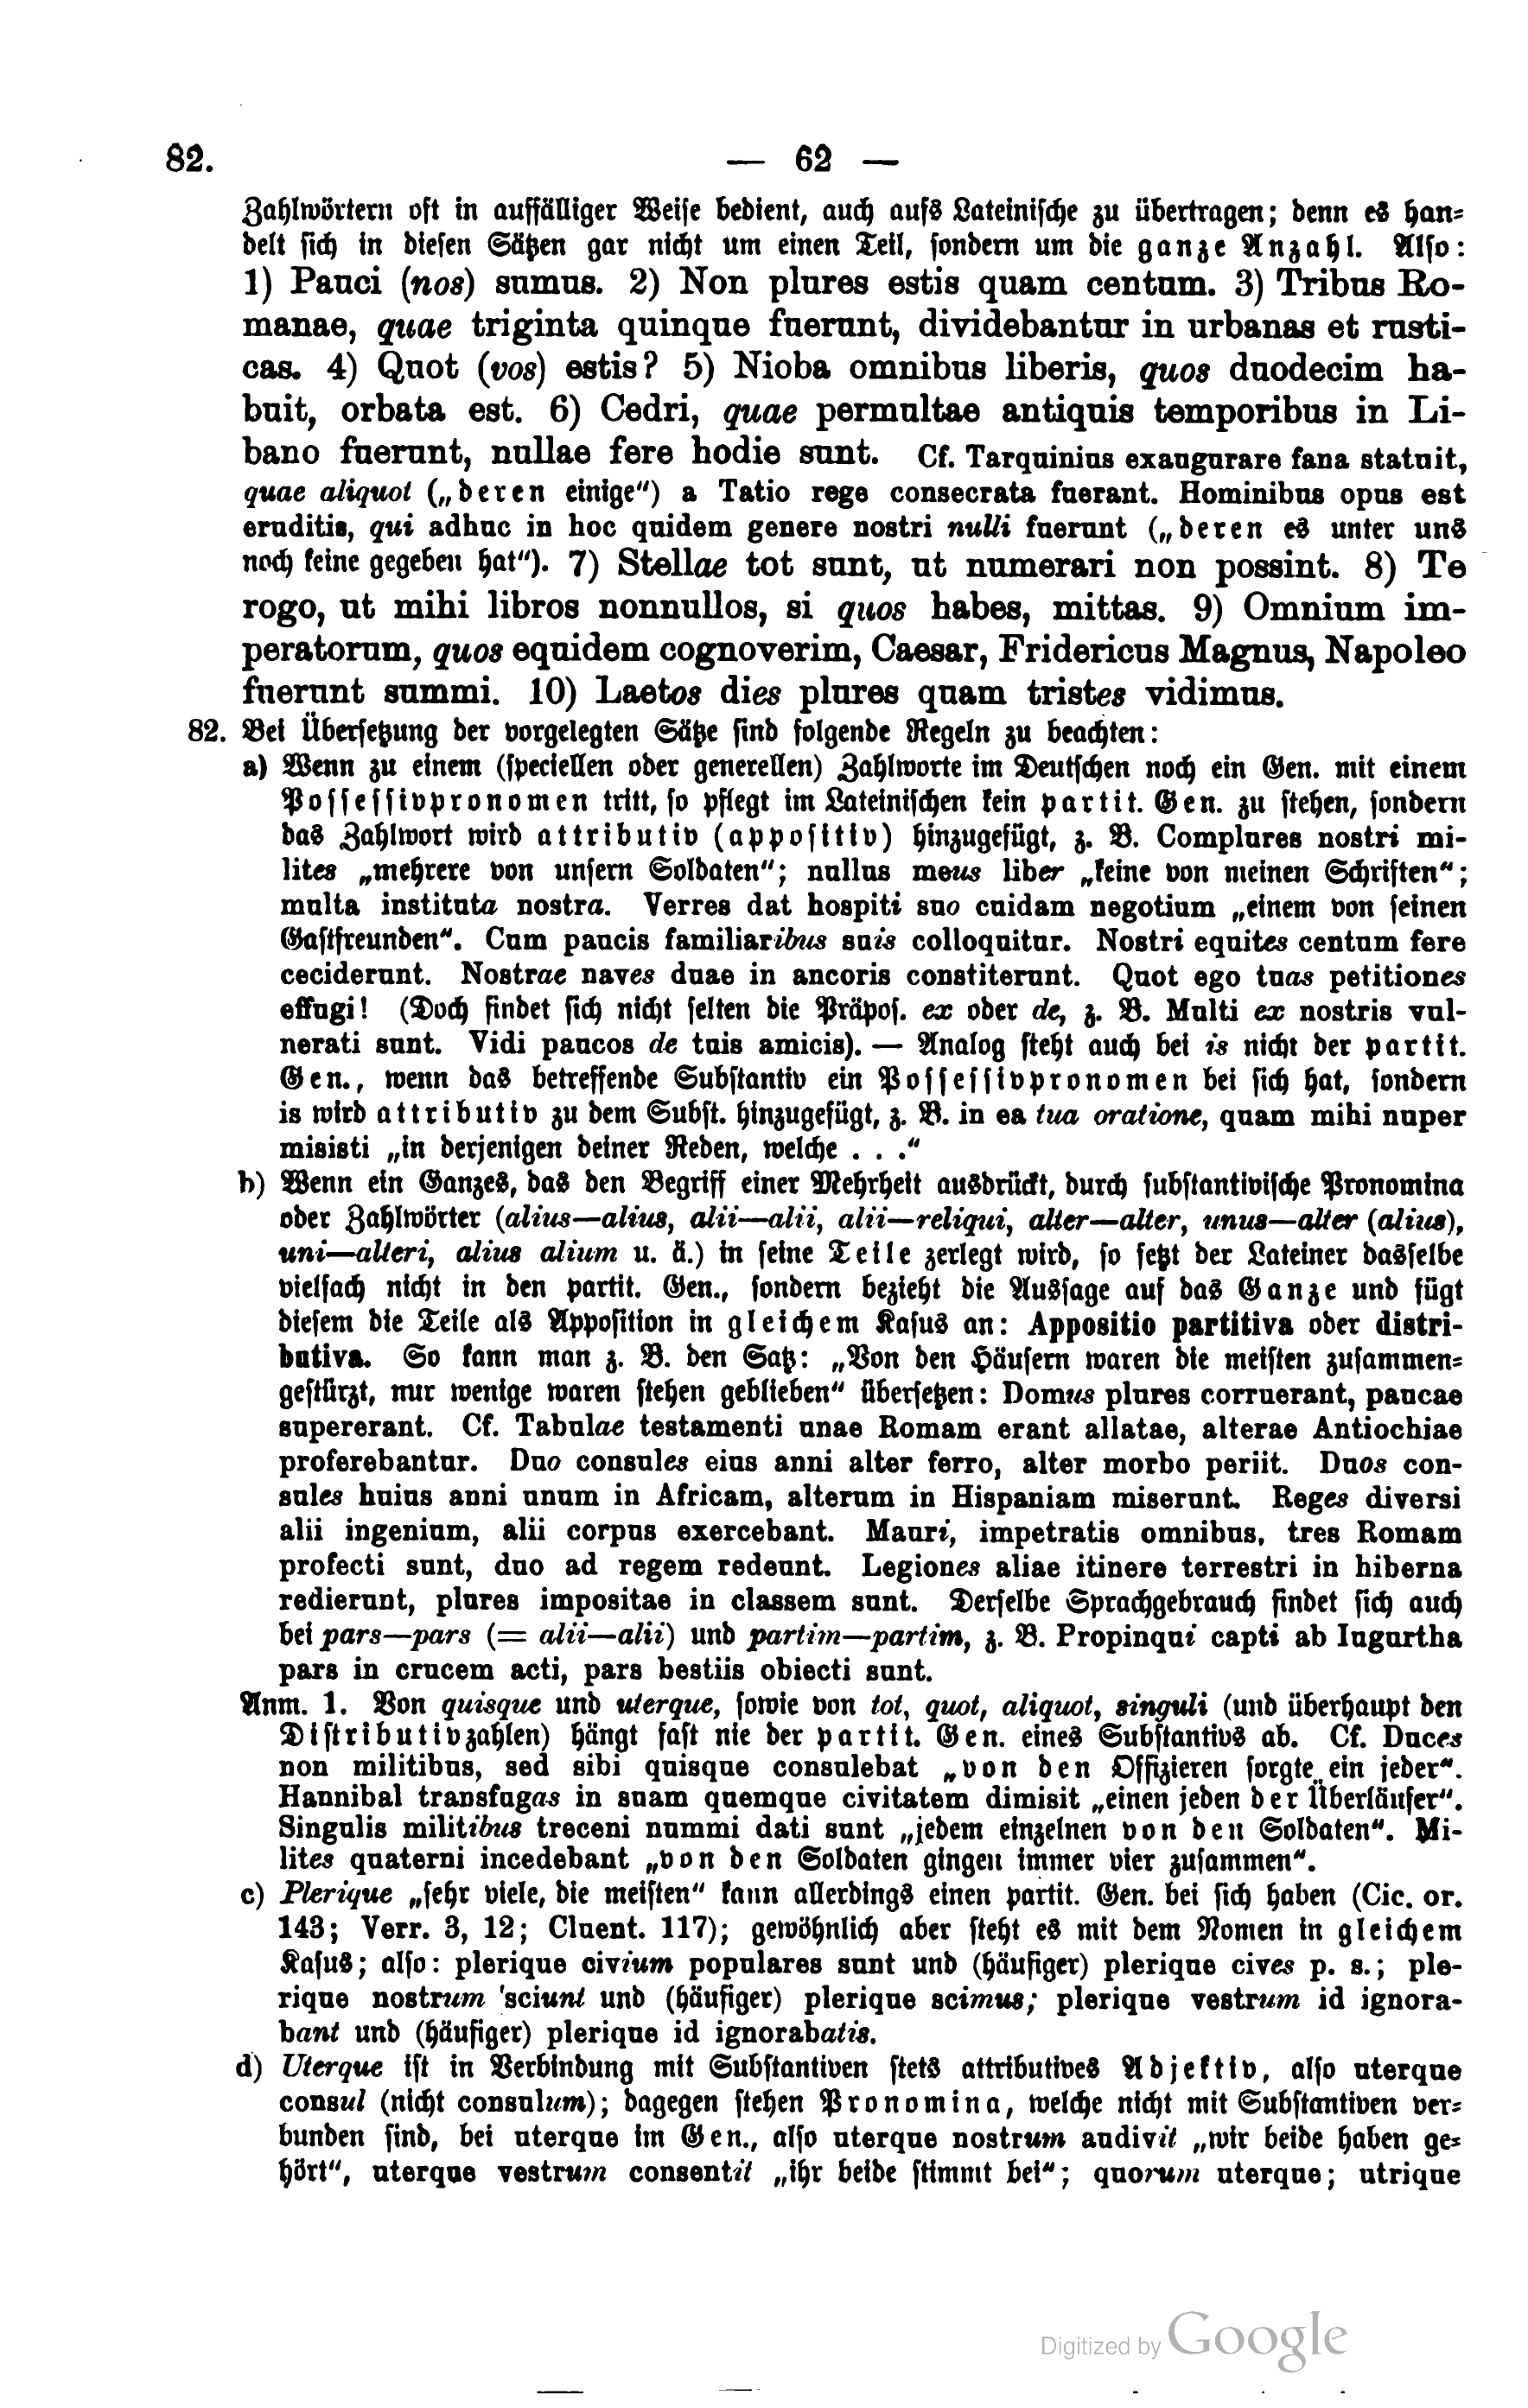 82.
— 62 —
Zahlwörtern oft in auffälliger Weise bedient, auch aufs Lateinische zu übertragen; denn es han-
delt sich in diesen Sätzen gar nicht um einen Teil, sondern um die ganze Anzahl. Also:
1) Pauci (nos) sumus. 2) Non plures estis quam centum. 3) Tribus Ro-
manae, quae triginta quinque fuerunt, dividebantur in urbanas et rusti-
cas. 4) Quot (vos) estis? 5) Nioba omnibus liberis, quos duodecim ha-
buit, orbata est. 6) Cedri, quae permultae antiquis temporibus in Li-
bano fuerunt, nullae fere hodie sunt. Cf. Tarquinius exaugurare fana statuit,
quae aliquot („deren einige“) a Tatio rege consecrata fuerant. Hominibus opus est
eruditis, qui adhuc in hoc quidem genere nostri nulli fuerunt („deren es unter uns
noch keine gegeben hat“). 7) Stellae tot sunt, ut numerari non possint. 8) Te
rogo, ut mihi libros nonnullos, si quos habes, mittas. 9) Omnium im-
peratorum, quos equidem cognoverim, Caesar, Fridericus Magnus, Napoleo
fuerunt summi. 10) Laetos dies plures quam tristes vidimus.
82. Bei Übersetzung der vorgelegten Sätze sind folgende Regeln zu beachten:
a) Wenn zu einem (speciellen oder generellen) Zahlworte im Deutschen noch ein Gen. mit einem
Possessivpronomen tritt, so pflegt im Lateinischen kein partit. Gen. zu stehen, sondern
das Zahlwort wird attributiv (appositiv) hinzugefügt, z. B. Complures nostri mi-
lites „mehrere von unsern Soldaten“; nullus meus liber „keine von meinen Schriften“;
multa instituta nostra. Verres dat hospiti suo cuidam negotium „einem von seinen
Gastfreunden“. Cum paucis familiaribus suis colloquitur. Nostri equites centum fere
ceciderunt. Nostrae naves duae in ancoris constiterunt. Quot ego tuas petitiones
effugi! (Doch findet sich nicht selten die Präpos. ex oder de, z. B. Multi ex nostris vul-
nerati sunt. Vidi paucos de tuis amicis). — Analog steht auch bei is nicht der partit.
Gen., wenn das betreffende Substantiv ein Possessivpronomen bei sich hat, sondern
is wird attributiv zu dem Subst. hinzugefügt, z. B. in ea tua oratione, quam mihi nuper
misisti „in derjenigen deiner Reden, welche . . .“
b) Wenn ein Ganzes, das den Begriff einer Mehrheit ausdrückt, durch substantivische Pronomina
oder Zahlwörter (alius—alius, alii—alii, alii—reliqui, alter—alter, unus—alter (alius),
uni—alteri, alius alium u. ä.) in seine Teile zerlegt wird, so setzt der Lateiner dasselbe
vielfach nicht in den partit. Gen., sondern bezieht die Aussage auf das Ganze und fügt
diesem die Teile als Apposition in gleichem Kasus an: Appositio partitiva oder distri-
butiva. So kann man z. B. den Satz: „Von den Häusern waren die meisten zusammen-
gestürzt, nur wenige waren stehen geblieben“ übersetzen: Domus plures corruerant, paucae
supererant. Cf. Tabulae testamenti unae Romam erant allatae, alterae Antiochiae
proferebantur. Duo consules eius anni alter ferro, alter morbo periit. Duos con-
sules huius anni unum in Africam, alterum in Hispaniam miserunt. Reges diversi
alii ingenium, alii corpus exercebant. Mauri, impetratis omnibus, tres Romam
profecti sunt, duo ad regem redeunt. Legiones aliae itinere terrestri in hiberna
redierunt, plures impositae in classem sunt. Derselbe Sprachgebrauch findet sich auch
bei pars—pars (= alii—alii) und partim—partim, z. B. Propinqui capti ab Iugurtha
pars in crucem acti, pars bestiis obiecti sunt.
Anm. 1. Von quisque und uterque, sowie von tot, quot, aliquot, singuli (und überhaupt den
Distributivzahlen) hängt fast nie der partit. Gen. eines Substantivs ab. Cf. Duces
non militibus, sed sibi quisque consulebat „von den Offizieren sorgte ein jeder“.
Hannibal transfugas in suam quemque civitatem dimisit „einen jeden der Überläufer“.
Singulis militibus treceni nummi dati sunt „jedem einzelnen von den Soldaten“. Mi-
lites quaterni incedebant „von den Soldaten gingen immer vier zusammen“.
c) Plerique „sehr viele, die meisten“ kann allerdings einen partit. Gen. bei sich haben (Cic. or.
143; Verr. 3, 12; Cluent. 117); gewöhnlich aber steht es mit dem Nomen in gleichem
Kasus; also: plerique civium populares sunt und (häufiger) plerique cives p. s.; ple-
rique nostrum sciunt und (häufiger) plerique scimus; plerique vestrum id ignora-
bant und (häufiger) plerique id ignorabatis.
d) Uterque ist in Verbindung mit Substantiven stets attributives Adjektiv, also uterque
consul (nicht consulum); dagegen stehen Pronomina, welche nicht mit Substantiven ver-
bunden sind, bei uterque im Gen., also uterque nostrum audivit „wir beide haben ge-
hört“, uterque vestrum consentit „ihr beide stimmt bei“; quorum uterque; utrique
Digitized by Google